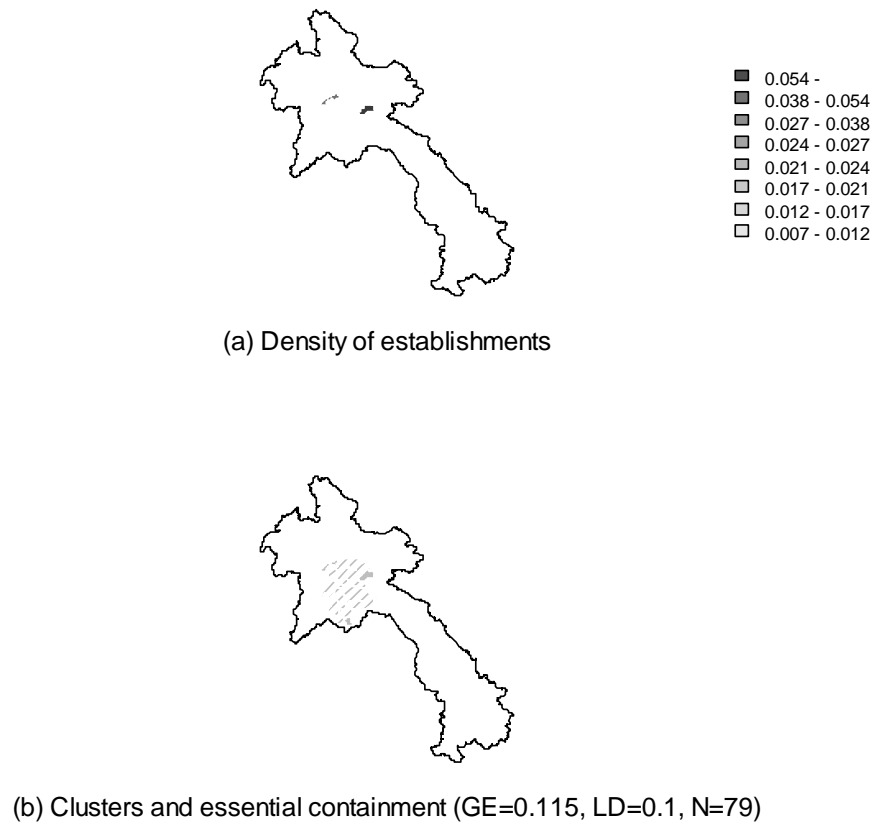 0.054 -
0.038 - 0.054
0.027 - 0.038
0.024 - 0.027
0.021 - 0.024
0.017 - 0.021
0.012 - 0.017
0.007 - 0.012
(a) Density of establishments
(b) Clusters and essential containment (GE=0.115, LD=0.1, N=79)